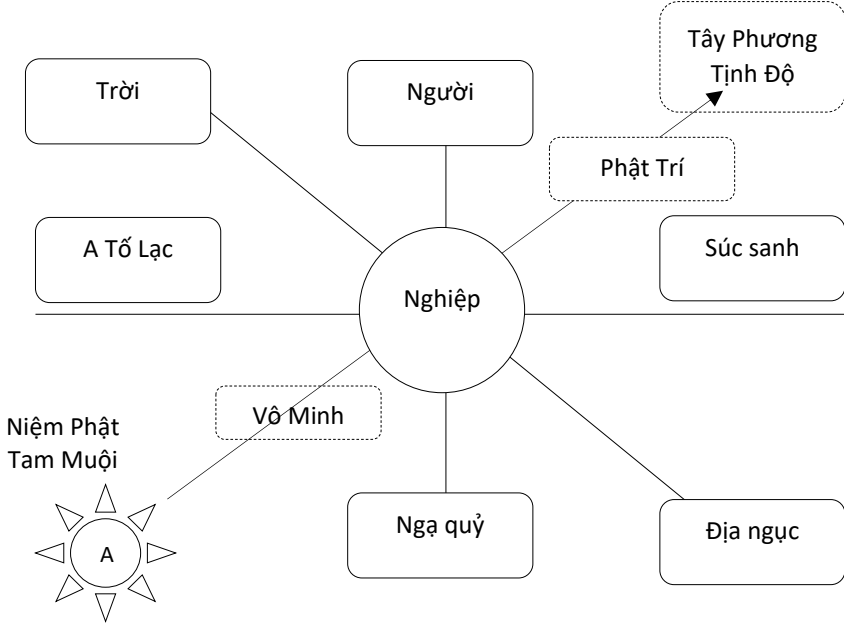 Trời
Người
Tây Phương
Tịnh Độ
Phật Trí
A Tố Lạc
Súc sanh
Nghiệp
Vô Minh
Niệm Phật
Tam Muội
A
Ngạ quỷ
Địa ngục